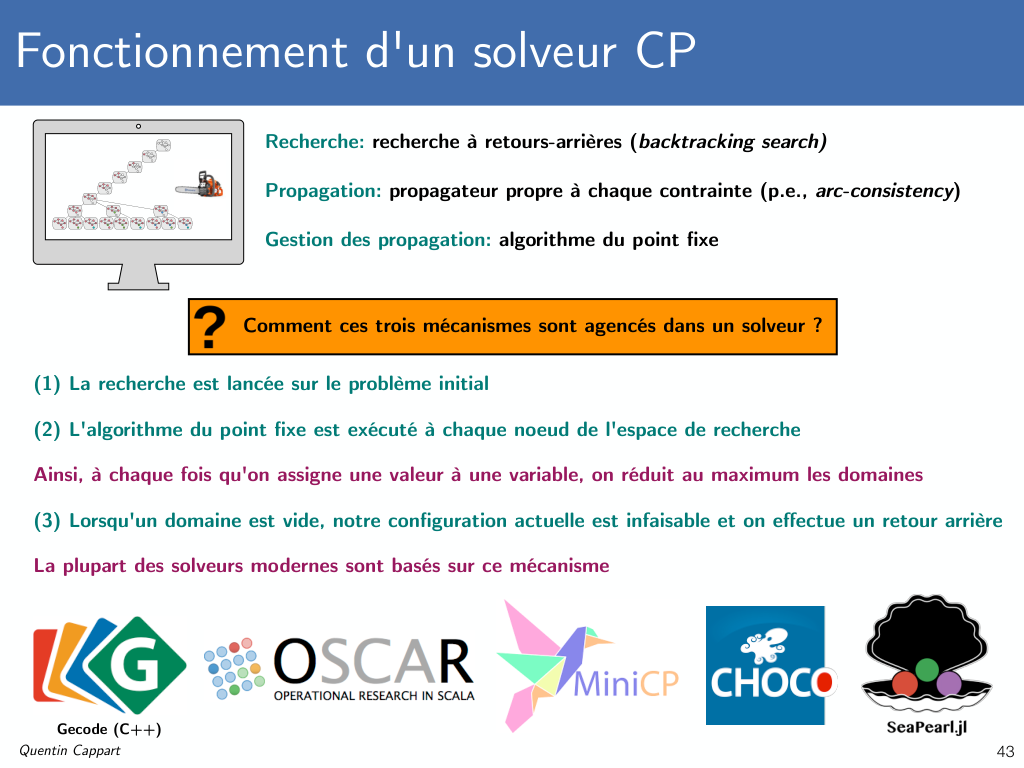 Fonctionnement d'un solveur CP
Recherche: recherche à retours-arrières (backtracking search)
Propagation: propagateur propre à chaque contrainte (p.e., arc-consistency)
Gestion des propagation: algorithme du point fixe
? Comment ces trois mécanismes sont agencés dans un solveur ?
(1) La recherche est lancée sur le problème initial
(2) L'algorithme du point fixe est exécuté à chaque noeud de l'espace de recherche
Ainsi, à chaque fois qu'on assigne une valeur à une variable, on réduit au maximum les domaines
(3) Lorsqu'un domaine est vide, notre configuration actuelle est infaisable et on effectue un retour arrière
La plupart des solveurs modernes sont basés sur ce mécanisme
G
OSCAR
OPERATIONAL RESEARCH IN SCALA
MiniCP
CHOCO
SeaPearl.jl
Gecode (C++)
Quentin Cappart
43